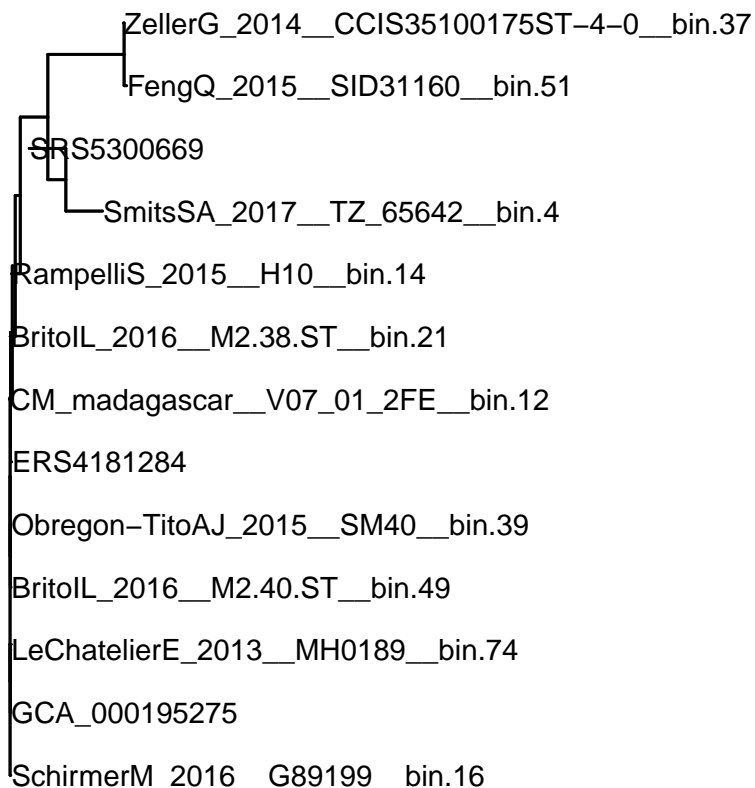 ZellerG_2014__CCIS35100175ST−4−0__bin.37
FengQ_2015__SID31160__bin.51
SRS5300669
SmitsSA_2017__TZ_65642__bin.4
RampelliS_2015__H10__bin.14
BritoIL_2016__M2.38.ST__bin.21
CM_madagascar__V07_01_2FE__bin.12
ERS4181284
Obregon−TitoAJ_2015__SM40__bin.39
BritoIL_2016__M2.40.ST__bin.49
LeChatelierE_2013__MH0189__bin.74
GCA_000195275
SchirmerM_2016__G89199__bin.16